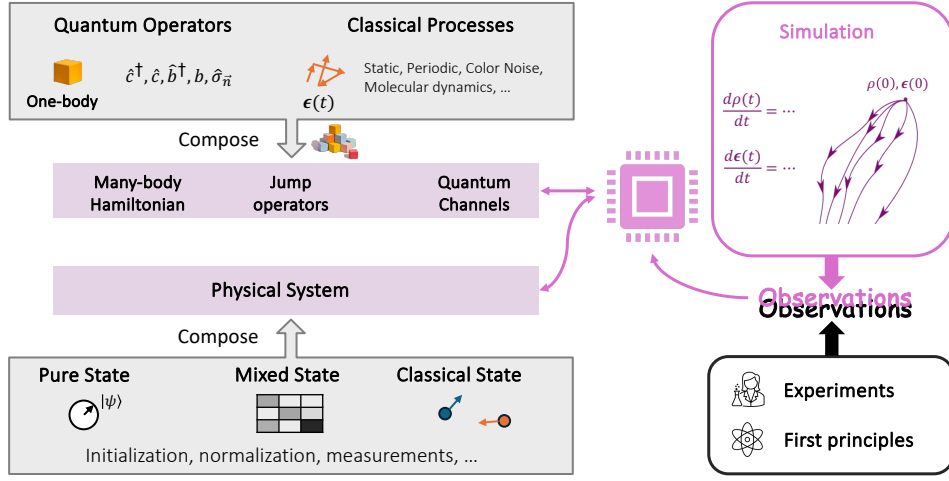 Quantum Operators
One-body
ĉ†, ĉ, b̂†, b, σ̂_n⃗
Classical Processes
ϵ(t)
Static, Periodic, Color Noise,
Molecular dynamics, ...
Compose
Many-body
Hamiltonian
Jump
operators
Quantum
Channels
Physical System
Compose
Pure State
|ψ⟩
Mixed State
Classical State
Initialization, normalization, measurements, ...
Simulation
ρ(0), ϵ(0)
dρ(t)/dt = ⋯
dϵ(t)/dt = ⋯
Observations
Observations
Experiments
First principles